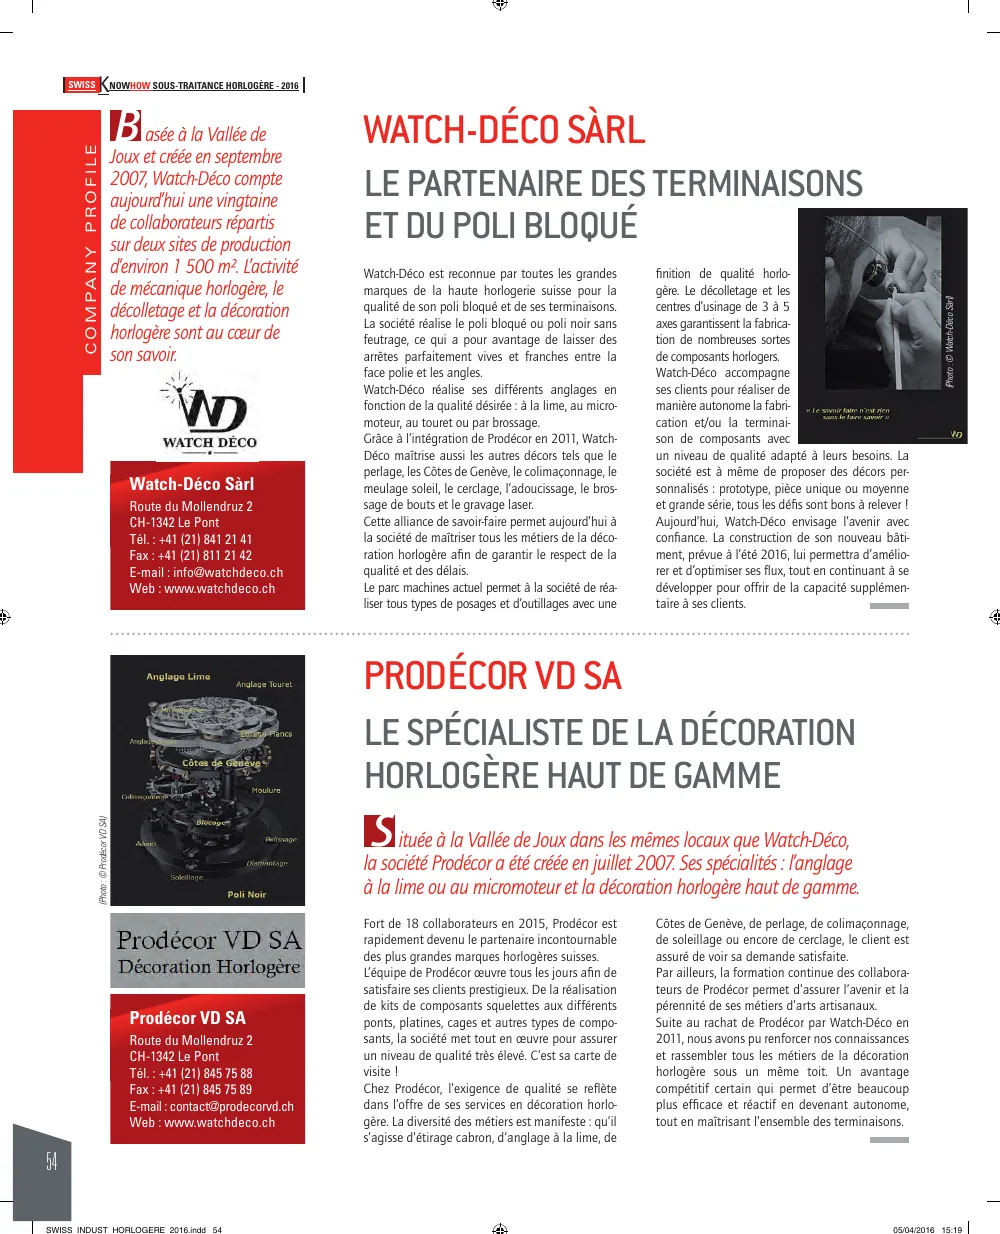 SWISS KNOWHOW SOUS-TRAITANCE HORLOGÈRE - 2016
COMPANY PROFILE
Basée à la Vallée de
Joux et créée en septembre
2007, Watch-Déco compte
aujourd'hui une vingtaine
de collaborateurs répartis
sur deux sites de production
d'environ 1 500 m². L'activité
de mécanique horlogère, le
décolletage et la décoration
horlogère sont au cœur de
son savoir.
WD
WATCH DÉCO
Watch-Déco Sàrl
Route du Mollendruz 2
CH-1342 Le Pont
Tél. : +41 (21) 841 21 41
Fax : +41 (21) 811 21 42
E-mail : info@watchdeco.ch
Web : www.watchdeco.ch
WATCH-DÉCO SÀRL
LE PARTENAIRE DES TERMINAISONS
ET DU POLI BLOQUÉ
Watch-Déco est reconnue par toutes les grandes
marques de la haute horlogerie suisse pour la
qualité de son poli bloqué et de ses terminaisons.
La société réalise le poli bloqué ou poli noir sans
feutrage, ce qui a pour avantage de laisser des
arrêtes parfaitement vives et franches entre la
face polie et les angles.
Watch-Déco réalise ses différents anglages en
fonction de la qualité désirée : à la lime, au micro-
moteur, au touret ou par brossage.
Grâce à l'intégration de Prodécor en 2011, Watch-
Déco maîtrise aussi les autres décors tels que le
perlage, les Côtes de Genève, le colimaçonnage, le
meulage soleil, le cerclage, l'adoucissage, le bros-
sage de bouts et le gravage laser.
Cette alliance de savoir-faire permet aujourd'hui à
la société de maîtriser tous les métiers de la déco-
ration horlogère afin de garantir le respect de la
qualité et des délais.
Le parc machines actuel permet à la société de réa-
liser tous types de posages et d'outillages avec une
finition de qualité horlo-
gère. Le décolletage et les
centres d'usinage de 3 à 5
axes garantissent la fabrica-
tion de nombreuses sortes
de composants horlogers.
Watch-Déco accompagne
ses clients pour réaliser de
manière autonome la fabri-
cation et/ou la terminai-
son de composants avec
un niveau de qualité adapté à leurs besoins. La
société est à même de proposer des décors per-
sonnalisés : prototype, pièce unique ou moyenne
et grande série, tous les défis sont bons à relever !
Aujourd'hui, Watch-Déco envisage l'avenir avec
confiance. La construction de son nouveau bâti-
ment, prévue à l'été 2016, lui permettra d'amélio-
rer et d'optimiser ses flux, tout en continuant à se
développer pour offrir de la capacité supplémen-
taire à ses clients.
« Le savoir faire n'est rien
sans le faire savoir »
WD
(Photo : © Watch-Déco Sàrl)
Anglage Lime
Anglage Touret
Côtes de Genève
Moulure
Colimaçonnage
Blocage
Adouci
Polissage
Diamantage
Soleillage
Poli Noir
(Photo : © Prodécor VD SA)
Prodécor VD SA
Décoration Horlogère
Prodécor VD SA
Route du Mollendruz 2
CH-1342 Le Pont
Tél. : +41 (21) 845 75 88
Fax : +41 (21) 845 75 89
E-mail : contact@prodecorvd.ch
Web : www.watchdeco.ch
PRODÉCOR VD SA
LE SPÉCIALISTE DE LA DÉCORATION
HORLOGÈRE HAUT DE GAMME
Située à la Vallée de Joux dans les mêmes locaux que Watch-Déco,
la société Prodécor a été créée en juillet 2007. Ses spécialités : l'anglage
à la lime ou au micromoteur et la décoration horlogère haut de gamme.
Fort de 18 collaborateurs en 2015, Prodécor est
rapidement devenu le partenaire incontournable
des plus grandes marques horlogères suisses.
L'équipe de Prodécor œuvre tous les jours afin de
satisfaire ses clients prestigieux. De la réalisation
de kits de composants squelettes aux différents
ponts, platines, cages et autres types de compo-
sants, la société met tout en œuvre pour assurer
un niveau de qualité très élevé. C'est sa carte de
visite !
Chez Prodécor, l'exigence de qualité se reflète
dans l'offre de ses services en décoration horlo-
gère. La diversité des métiers est manifeste : qu'il
s'agisse d'étirage cabron, d'anglage à la lime, de
Côtes de Genève, de perlage, de colimaçonnage,
de soleillage ou encore de cerclage, le client est
assuré de voir sa demande satisfaite.
Par ailleurs, la formation continue des collabora-
teurs de Prodécor permet d'assurer l'avenir et la
pérennité de ses métiers d'arts artisanaux.
Suite au rachat de Prodécor par Watch-Déco en
2011, nous avons pu renforcer nos connaissances
et rassembler tous les métiers de la décoration
horlogère sous un même toit. Un avantage
compétitif certain qui permet d'être beaucoup
plus efficace et réactif en devenant autonome,
tout en maîtrisant l'ensemble des terminaisons.
54
SWISS_INDUST_HORLOGERE_2016.indd 54
05/04/2016 15:19